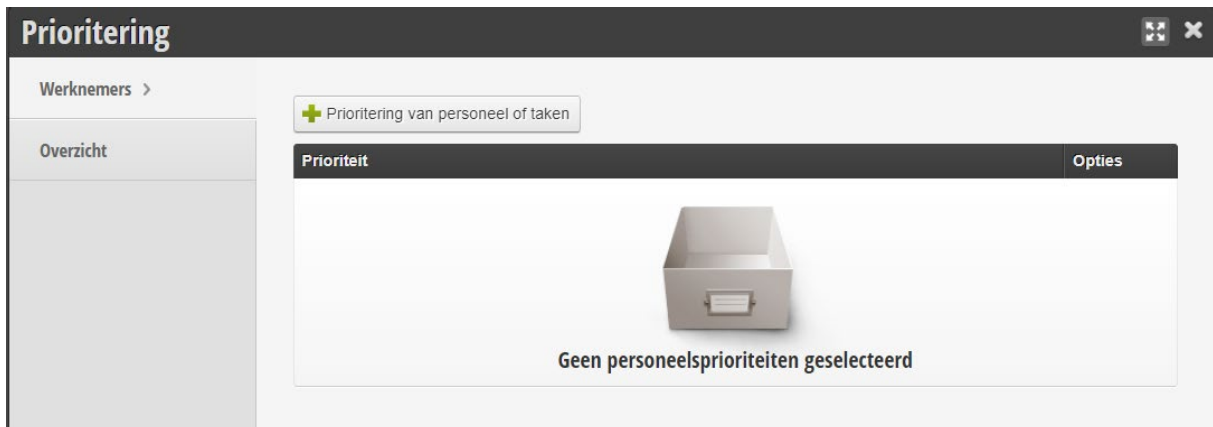 Prioritering
Werknemers
Overzicht
Prioritering van personeel of taken
Prioriteit Opties
Geen personeelsprioriteiten geselecteerd